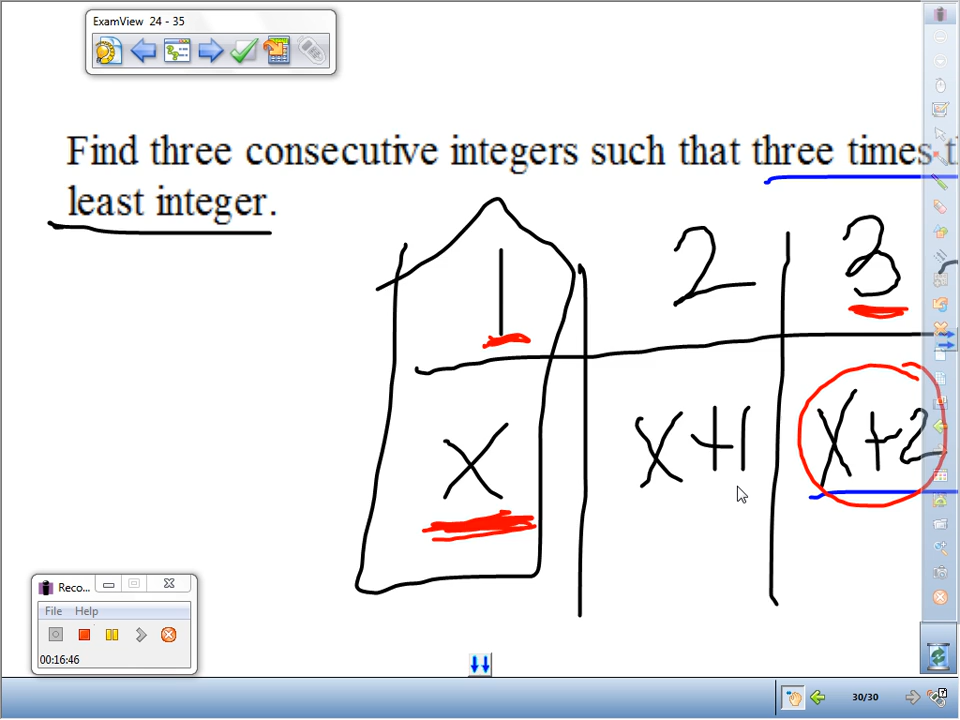 ExamView 24 - 35
Find three consecutive integers such that three times
least integer.
1 2 3
x x+1 x+2
Reco...
File Help
00:16:46
30/30